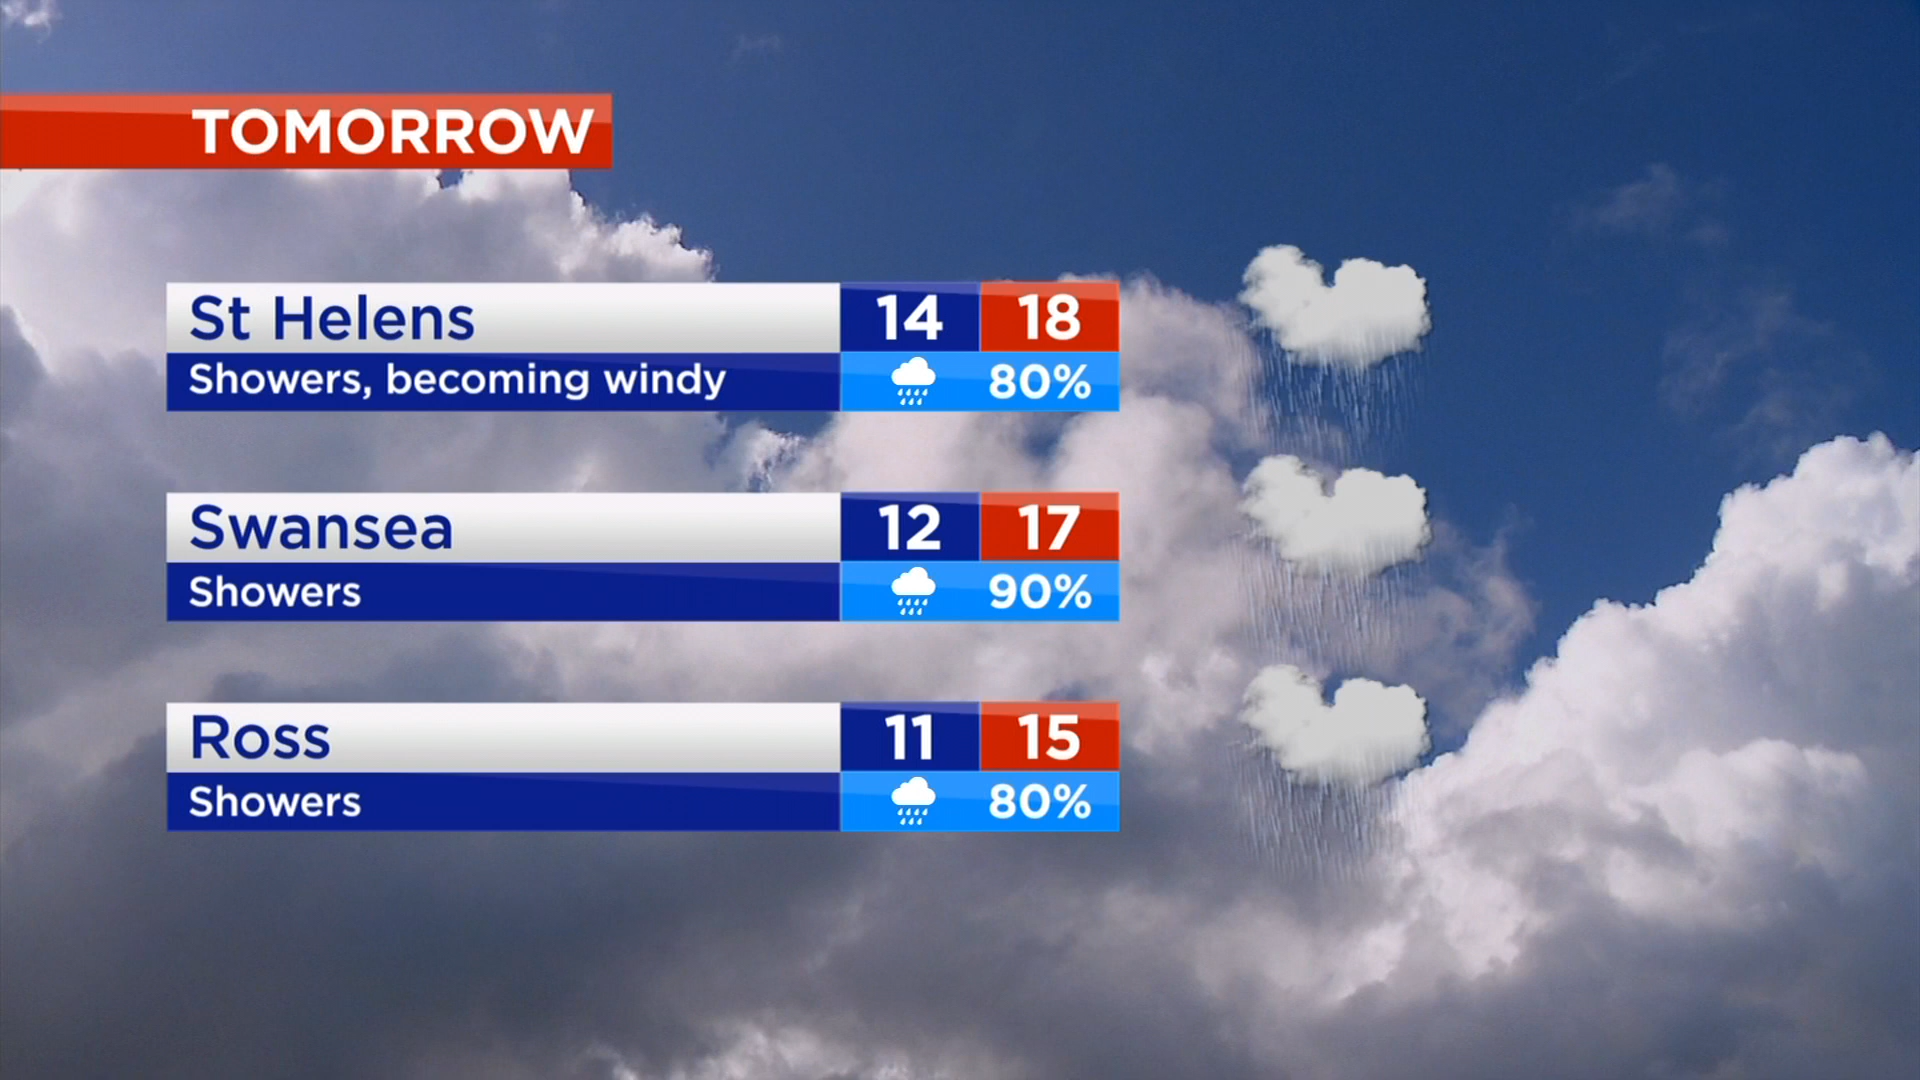 TOMORROW
St Helens 14 18
Showers, becoming windy 80%
Swansea 12 17
Showers 90%
Ross 11 15
Showers 80%